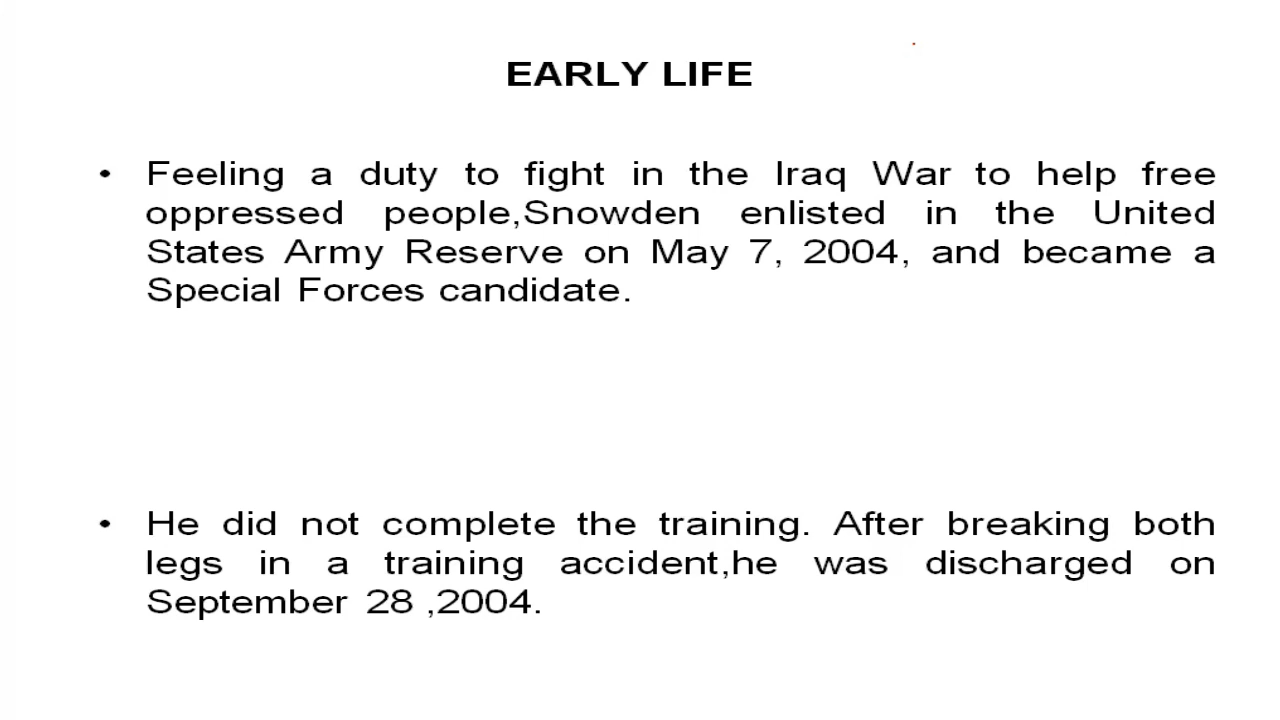 EARLY LIFE
• Feeling a duty to fight in the Iraq War to help free
oppressed people,Snowden enlisted in the United
States Army Reserve on May 7, 2004, and became a
Special Forces candidate.
• He did not complete the training. After breaking both
legs in a training accident,he was discharged on
September 28 ,2004.